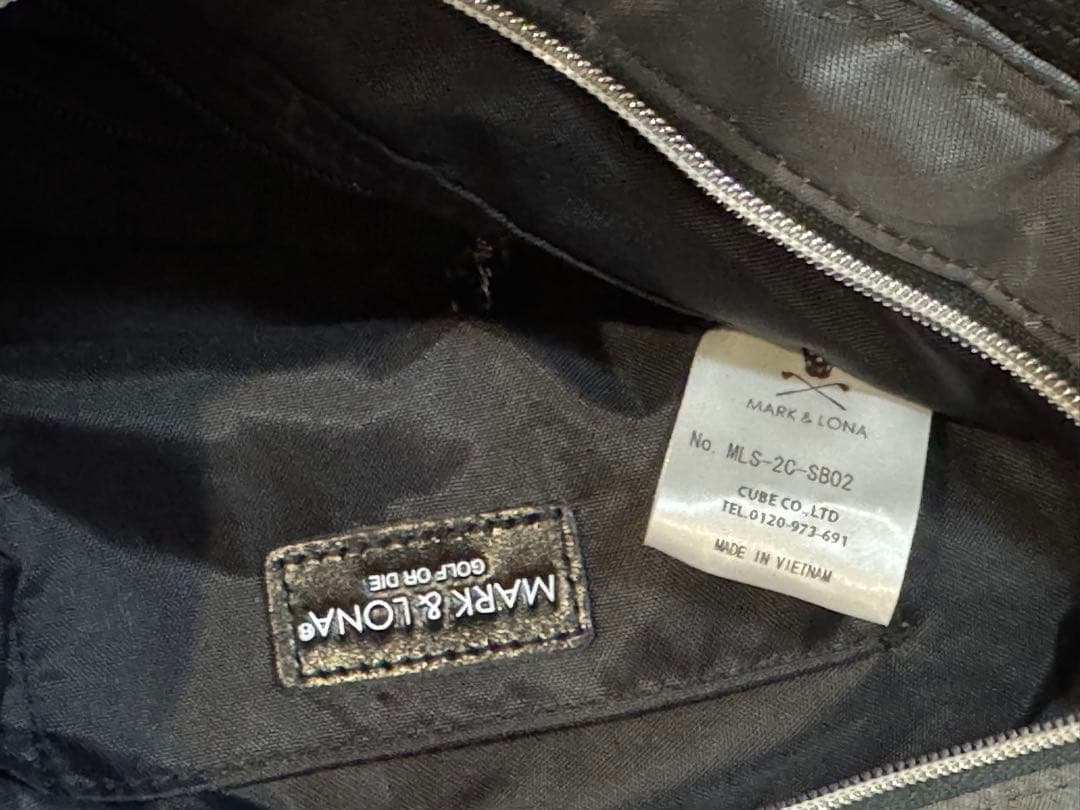 MARK & LONA
No. MLS-2C-SB02
CUBE CO.,LTD
TEL.0120-973-691
MADE IN VIETNAM
MARK & LONA®
GOLF OR DIE!